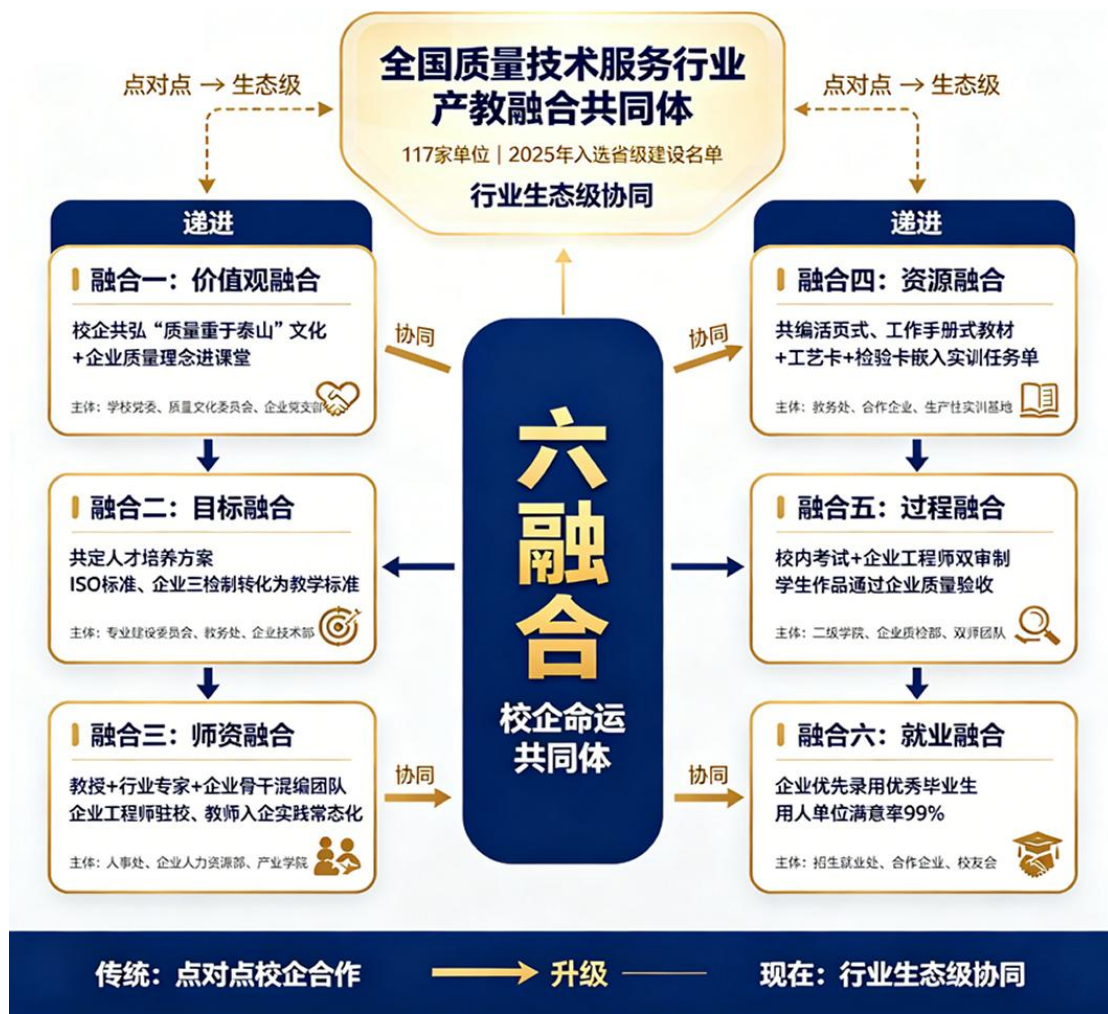 全国质量技术服务行业
产教融合共同体
117家单位｜2025年入选省级建设名单
行业生态级协同
点对点 → 生态级
点对点 → 生态级
递进
融合一：价值观融合
校企共弘“质量重于泰山”文化
+企业质量理念进课堂
主体：学校党委、质量文化委员会、企业党支部
融合二：目标融合
共定人才培养方案
ISO标准、企业三检制转化为教学标准
主体：专业建设委员会、教务处、企业技术部
融合三：师资融合
教授+行业专家+企业骨干混编团队
企业工程师驻校、教师入企实践常态化
主体：人事处、企业人力资源部、产业学院
协同
协同
六融合
校企命运
共同体
协同
协同
递进
融合四：资源融合
共编活页式、工作手册式教材
+工艺卡+检验卡嵌入实训任务单
主体：教务处、合作企业、生产性实训基地
融合五：过程融合
校内考试+企业工程师双审制
学生作品通过企业质量验收
主体：二级学院、企业质检部、双师团队
融合六：就业融合
企业优先录用优秀毕业生
用人单位满意率99%
主体：招生就业处、合作企业、校友会
传统：点对点校企合作
升级
现在：行业生态级协同